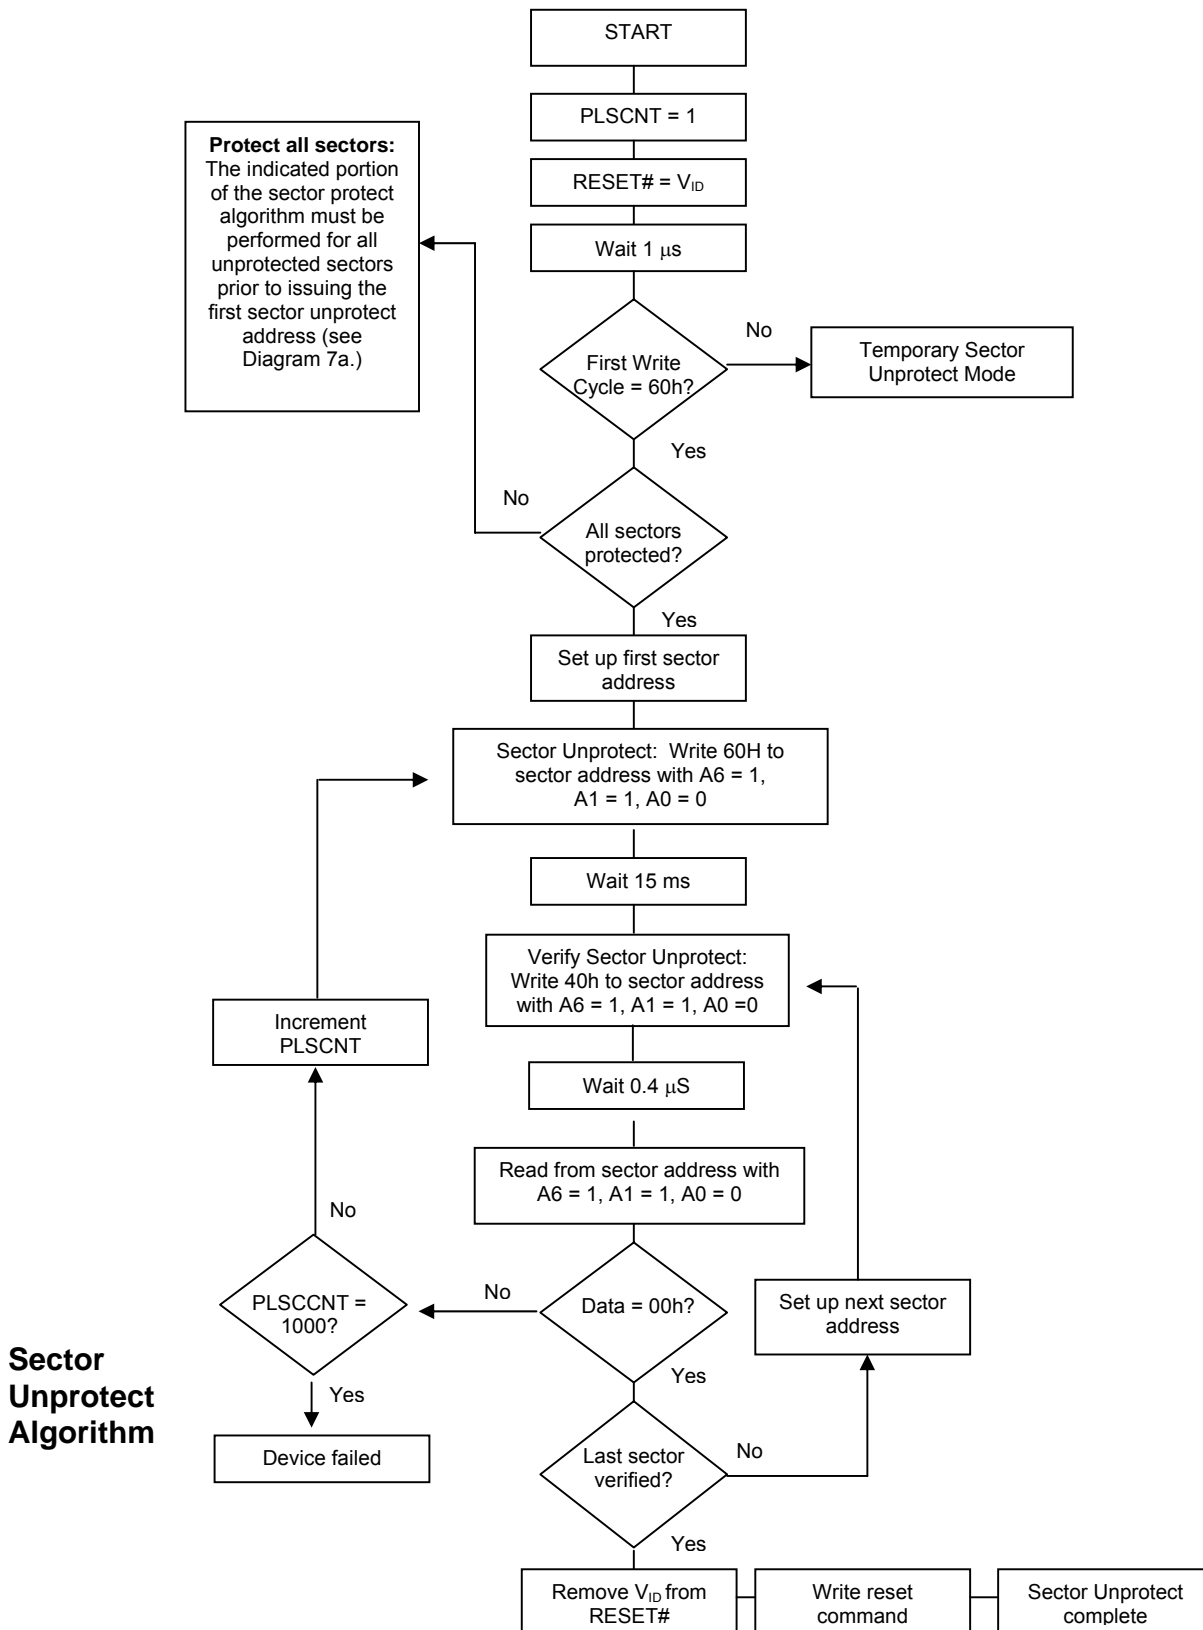 START
PLSCNT = 1
RESET# = VID
Wait 1 μs
Protect all sectors:
The indicated portion
of the sector protect
algorithm must be
performed for all
unprotected sectors
prior to issuing the
first sector unprotect
address (see
Diagram 7a.)
First Write
Cycle = 60h?
No
Temporary Sector
Unprotect Mode
Yes
No
All sectors
protected?
Yes
Set up first sector
address
Sector Unprotect: Write 60H to
sector address with A6 = 1,
A1 = 1, A0 = 0
Wait 15 ms
Verify Sector Unprotect:
Write 40h to sector address
with A6 = 1, A1 = 1, A0 =0
Increment
PLSCNT
Wait 0.4 μS
Read from sector address with
A6 = 1, A1 = 1, A0 = 0
No
PLSCCNT =
1000?
No
Data = 00h?
Set up next sector
address
Yes
Yes
Sector
Unprotect
Algorithm
Device failed
Last sector
verified?
No
Yes
Remove VID from
RESET#
Write reset
command
Sector Unprotect
complete